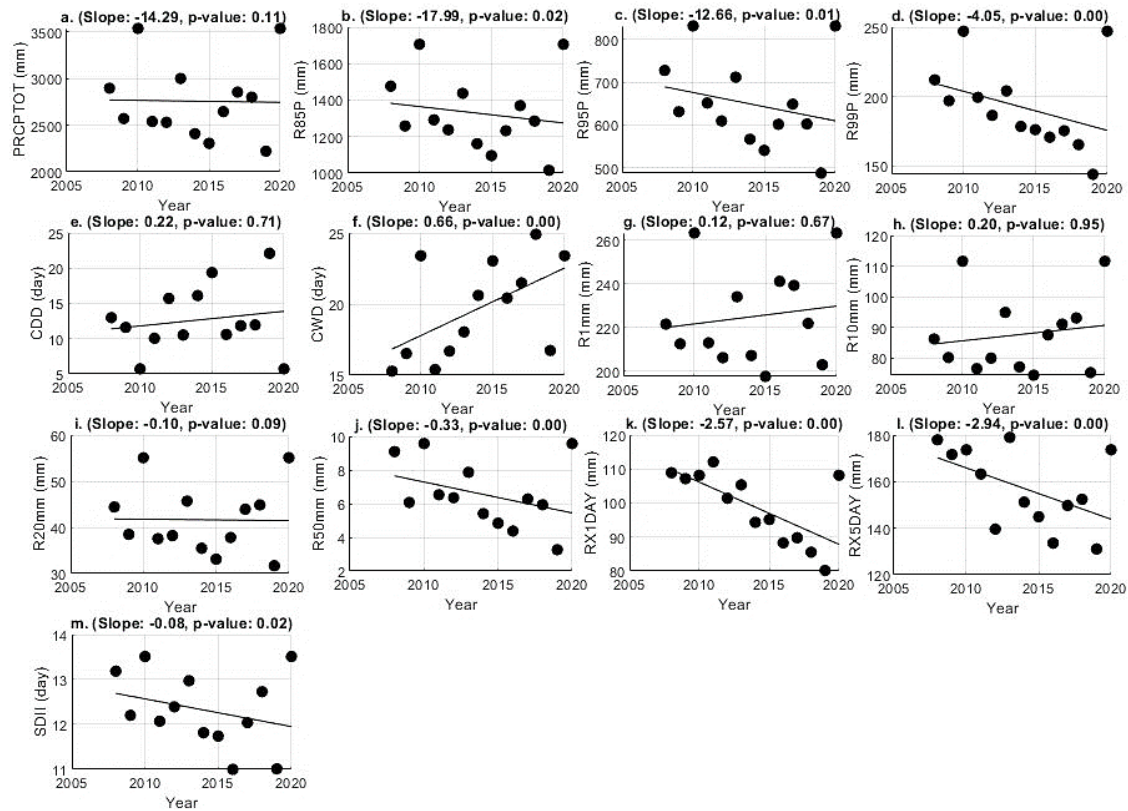 a. (Slope: -14.29, p-value: 0.11)
PRCPTOT (mm)
3500
3000
2500
2000
2005 2010 2015 2020
Year
b. (Slope: -17.99, p-value: 0.02)
R85P (mm)
1800
1600
1400
1200
1000
2005 2010 2015 2020
Year
c. (Slope: -12.66, p-value: 0.01)
R95P (mm)
800
700
600
500
2005 2010 2015 2020
Year
d. (Slope: -4.05, p-value: 0.00)
R99P (mm)
250
200
150
2005 2010 2015 2020
Year
e. (Slope: 0.22, p-value: 0.71)
CDD (day)
25
20
15
10
5
2005 2010 2015 2020
Year
f. (Slope: 0.66, p-value: 0.00)
CWD (day)
25
20
15
2005 2010 2015 2020
Year
g. (Slope: 0.12, p-value: 0.67)
R1mm (mm)
260
240
220
200
2005 2010 2015 2020
Year
h. (Slope: 0.20, p-value: 0.95)
R10mm (mm)
120
110
100
90
80
2005 2010 2015 2020
Year
i. (Slope: -0.10, p-value: 0.09)
R20mm (mm)
60
50
40
30
2005 2010 2015 2020
Year
j. (Slope: -0.33, p-value: 0.00)
R50mm (mm)
10
8
6
4
2
2005 2010 2015 2020
Year
k. (Slope: -2.57, p-value: 0.00)
RX1DAY (mm)
120
110
100
90
80
2005 2010 2015 2020
Year
l. (Slope: -2.94, p-value: 0.00)
RX5DAY (mm)
180
160
140
120
2005 2010 2015 2020
Year
m. (Slope: -0.08, p-value: 0.02)
SDII (day)
14
13
12
11
2005 2010 2015 2020
Year